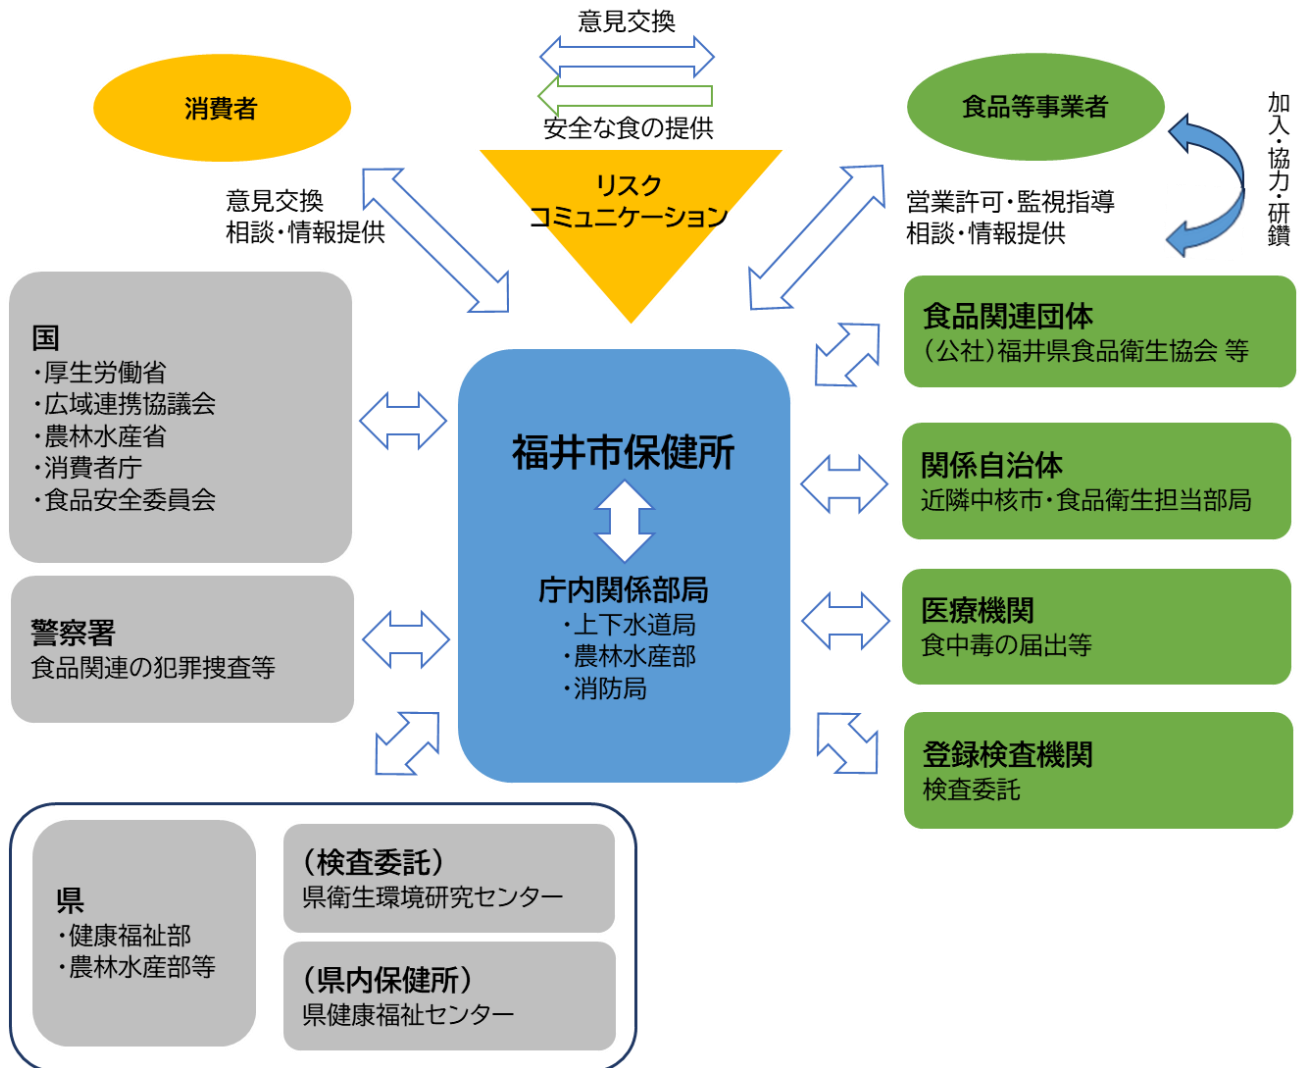 意見交換
安全な食の提供
消費者
食品等事業者
加入・協力・研鑽
リスク
コミュニケーション
意見交換
相談・情報提供
営業許可・監視指導
相談・情報提供
国
・厚生労働省
・広域連携協議会
・農林水産省
・消費者庁
・食品安全委員会
警察署
食品関連の犯罪捜査等
福井市保健所
庁内関係部局
・上下水道局
・農林水産部
・消防局
食品関連団体
（公社）福井県食品衛生協会 等
関係自治体
近隣中核市・食品衛生担当部局
医療機関
食中毒の届出等
登録検査機関
検査委託
県
・健康福祉部
・農林水産部等
（検査委託）
県衛生環境研究センター
（県内保健所）
県健康福祉センター